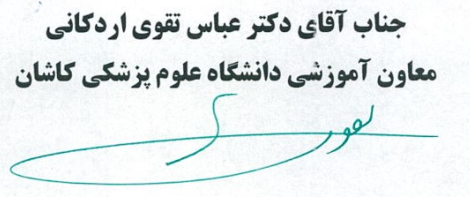 جناب آقای دکتر عباس تقوی اردکانی
معاون آموزشی دانشگاه علوم پزشکی کاشان